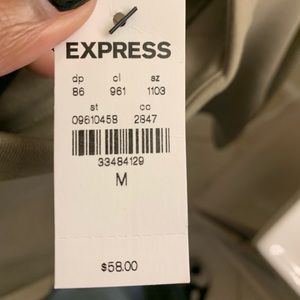 EXPRESS
dp cl sz
86 961 1103
st cc
09610458 2847
33484129
M
$58.00